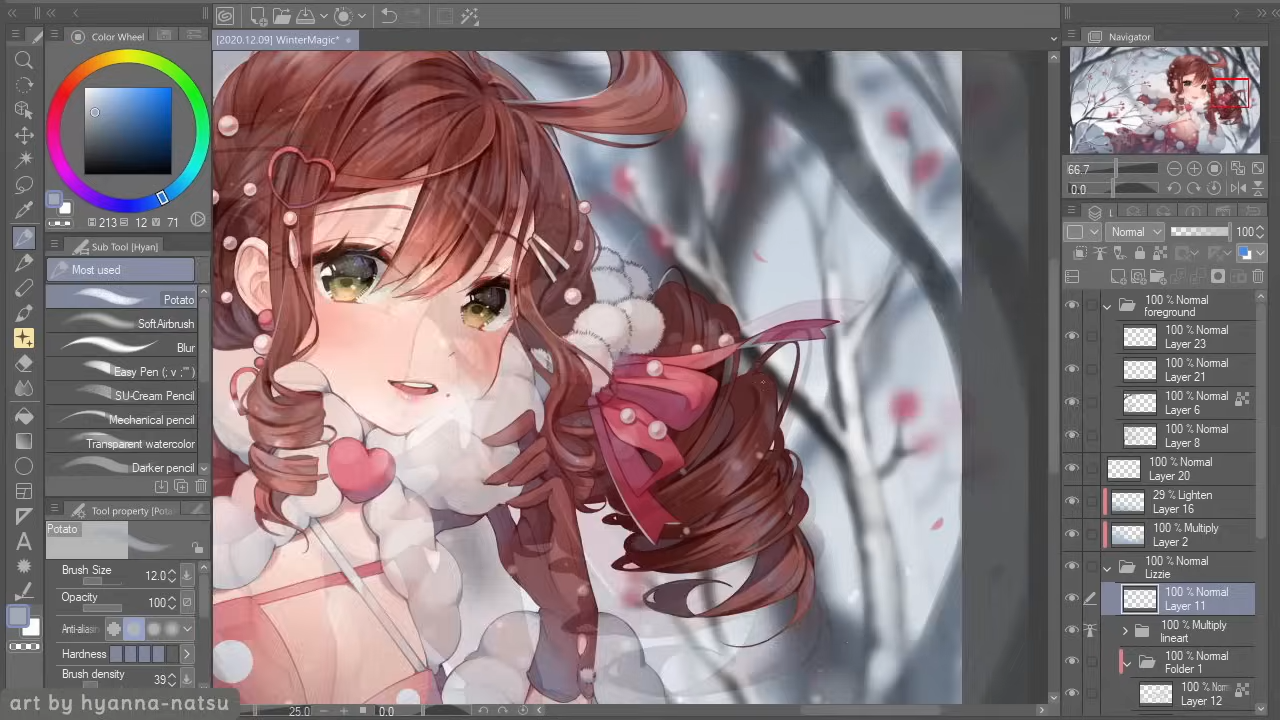 Color Wheel
213 12 V 71
Sub Tool [Hyan]
Most used
Potato
SoftAirbrush
Blur
Easy Pen (; v ;"")
SU-Cream Pencil
Mechanical pencil
Transparent watercolor
Darker pencil
Tool property [Pota
Potato
Brush Size 12.0
Opacity 100
Anti-alias
Hardness
Brush density 39
[2020.12.09] WinterMagic*
25.0 0.0
Navigator
66.7
0.0
Normal 100
100 % Normal
foreground
100 % Normal
Layer 23
100 % Normal
Layer 21
100 % Normal
Layer 6
100 % Normal
Layer 8
100 % Normal
Layer 20
29 % Lighten
Layer 16
100 % Multiply
Layer 2
100 % Normal
Lizzie
100 % Normal
Layer 11
100 % Multiply
lineart
100 % Normal
Folder 1
100 % Norn
Layer 12
art by hyanna-natsu